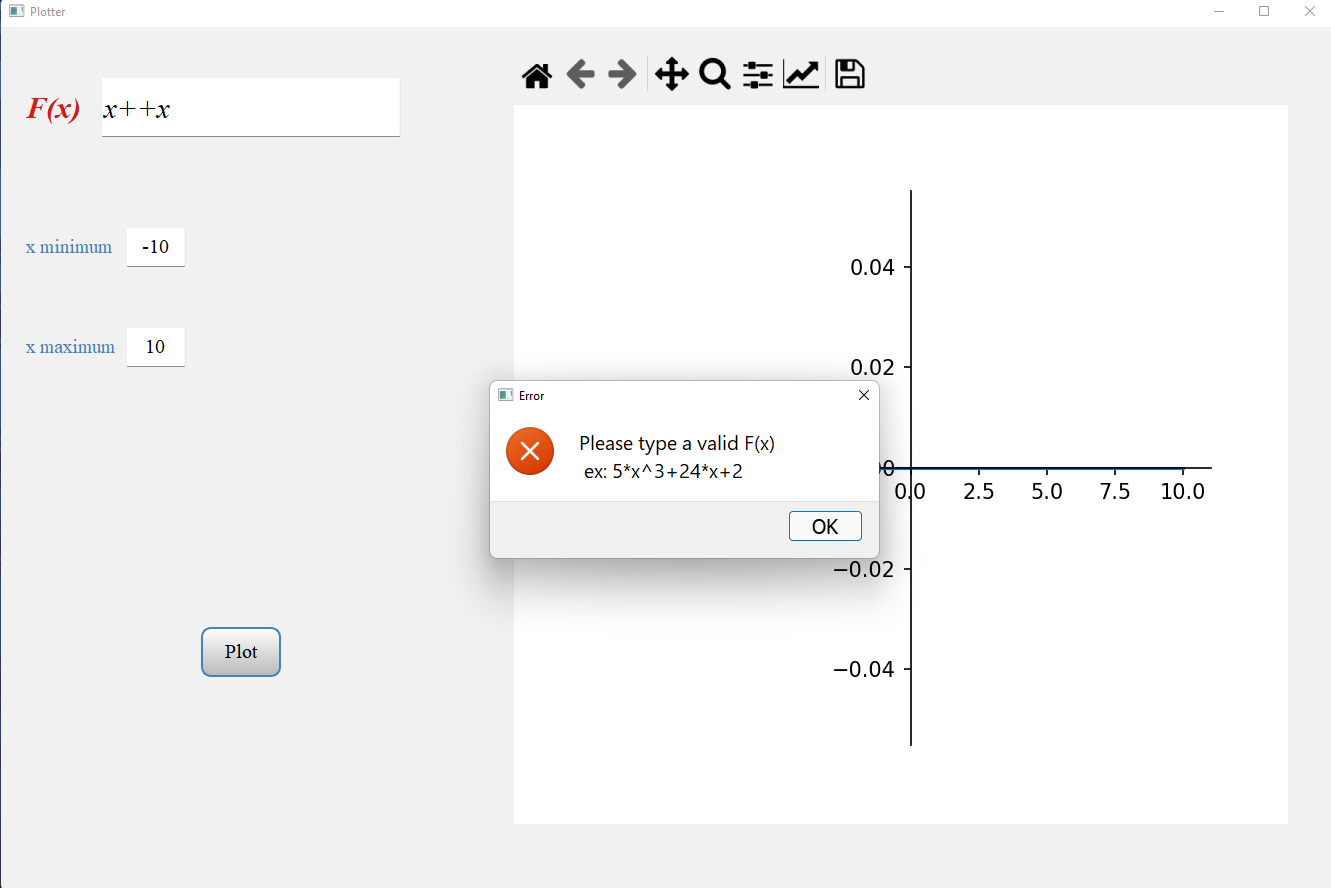 Plotter
F(x) x++x
x minimum -10
x maximum 10
Plot
0.04
0.02
0
0.0 2.5 5.0 7.5 10.0
−0.02
−0.04
Error
Please type a valid F(x)
ex: 5*x^3+24*x+2
OK